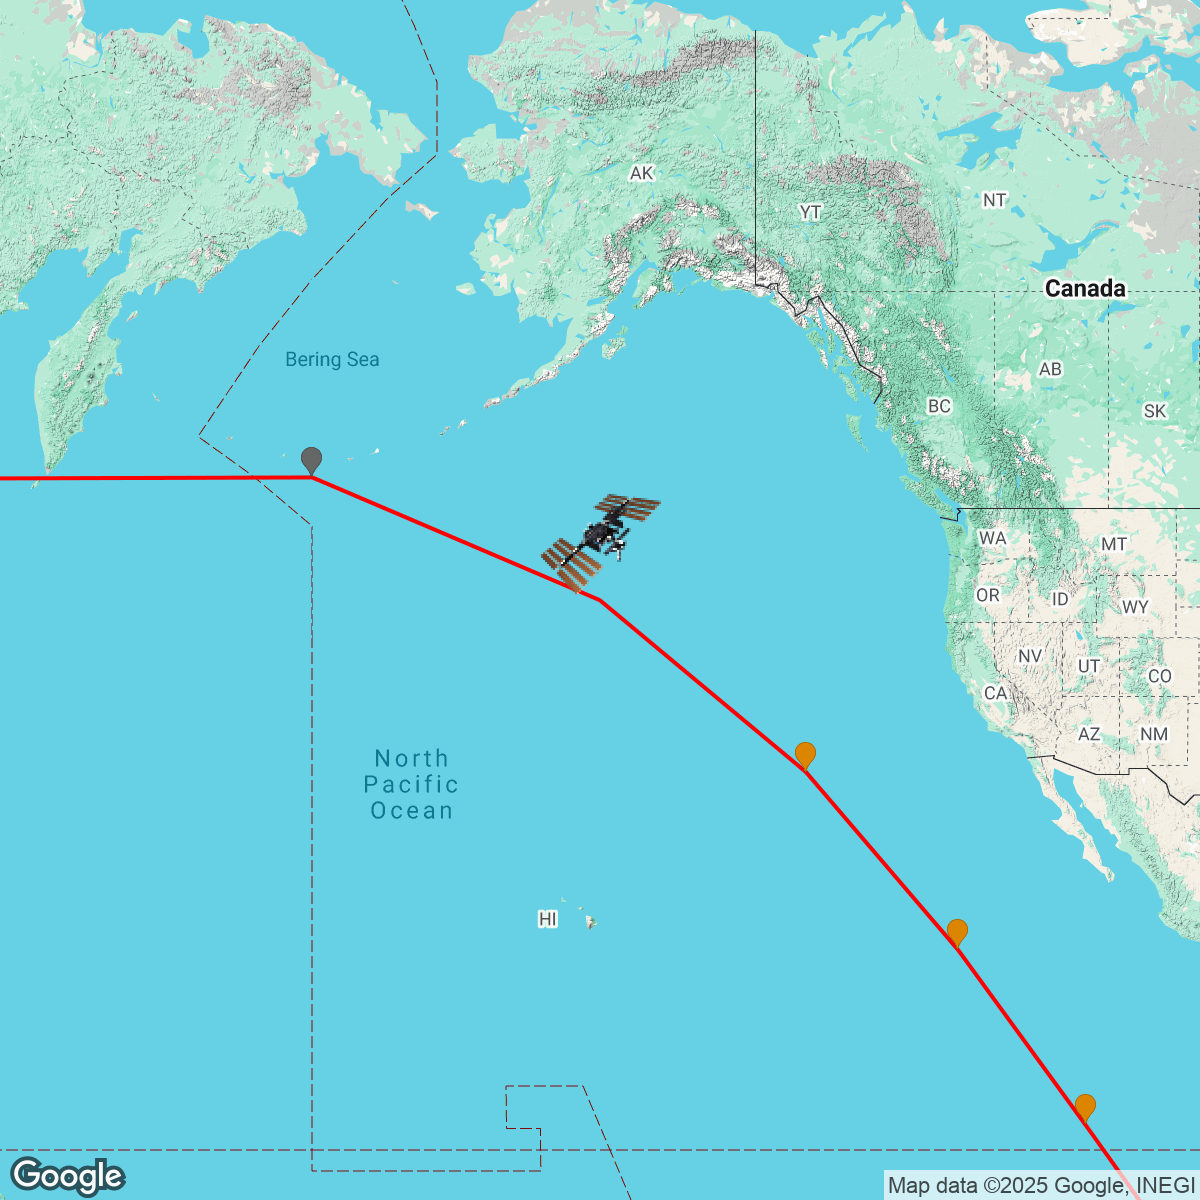 AK
YT
NT
Canada
Bering Sea
AB
BC
SK
WA
MT
OR
ID
WY
NV
UT
CO
CA
AZ
NM
North
Pacific
Ocean
HI
Google
Map data ©2025 Google, INEGI